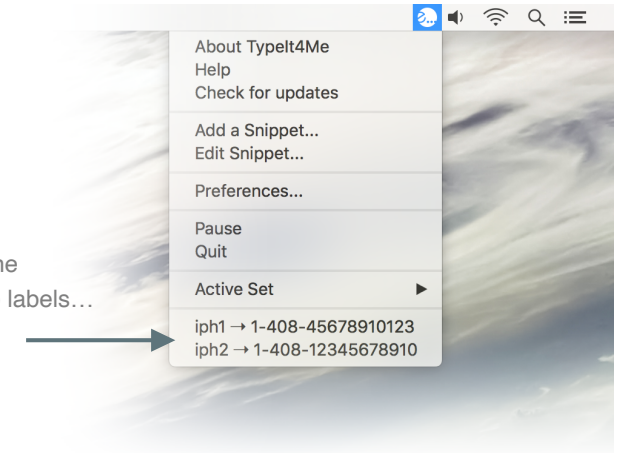 About TypeIt4Me
Help
Check for updates
Add a Snippet...
Edit Snippet...
Preferences...
Pause
Quit
labels…
Active Set
iph1 → 1-408-45678910123
iph2 → 1-408-12345678910